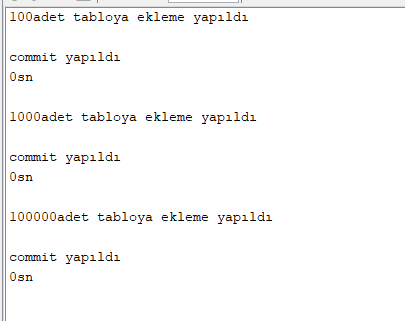 100adet tabloya ekleme yapıldı
commit yapıldı
0sn
1000adet tabloya ekleme yapıldı
commit yapıldı
0sn
100000adet tabloya ekleme yapıldı
commit yapıldı
0sn